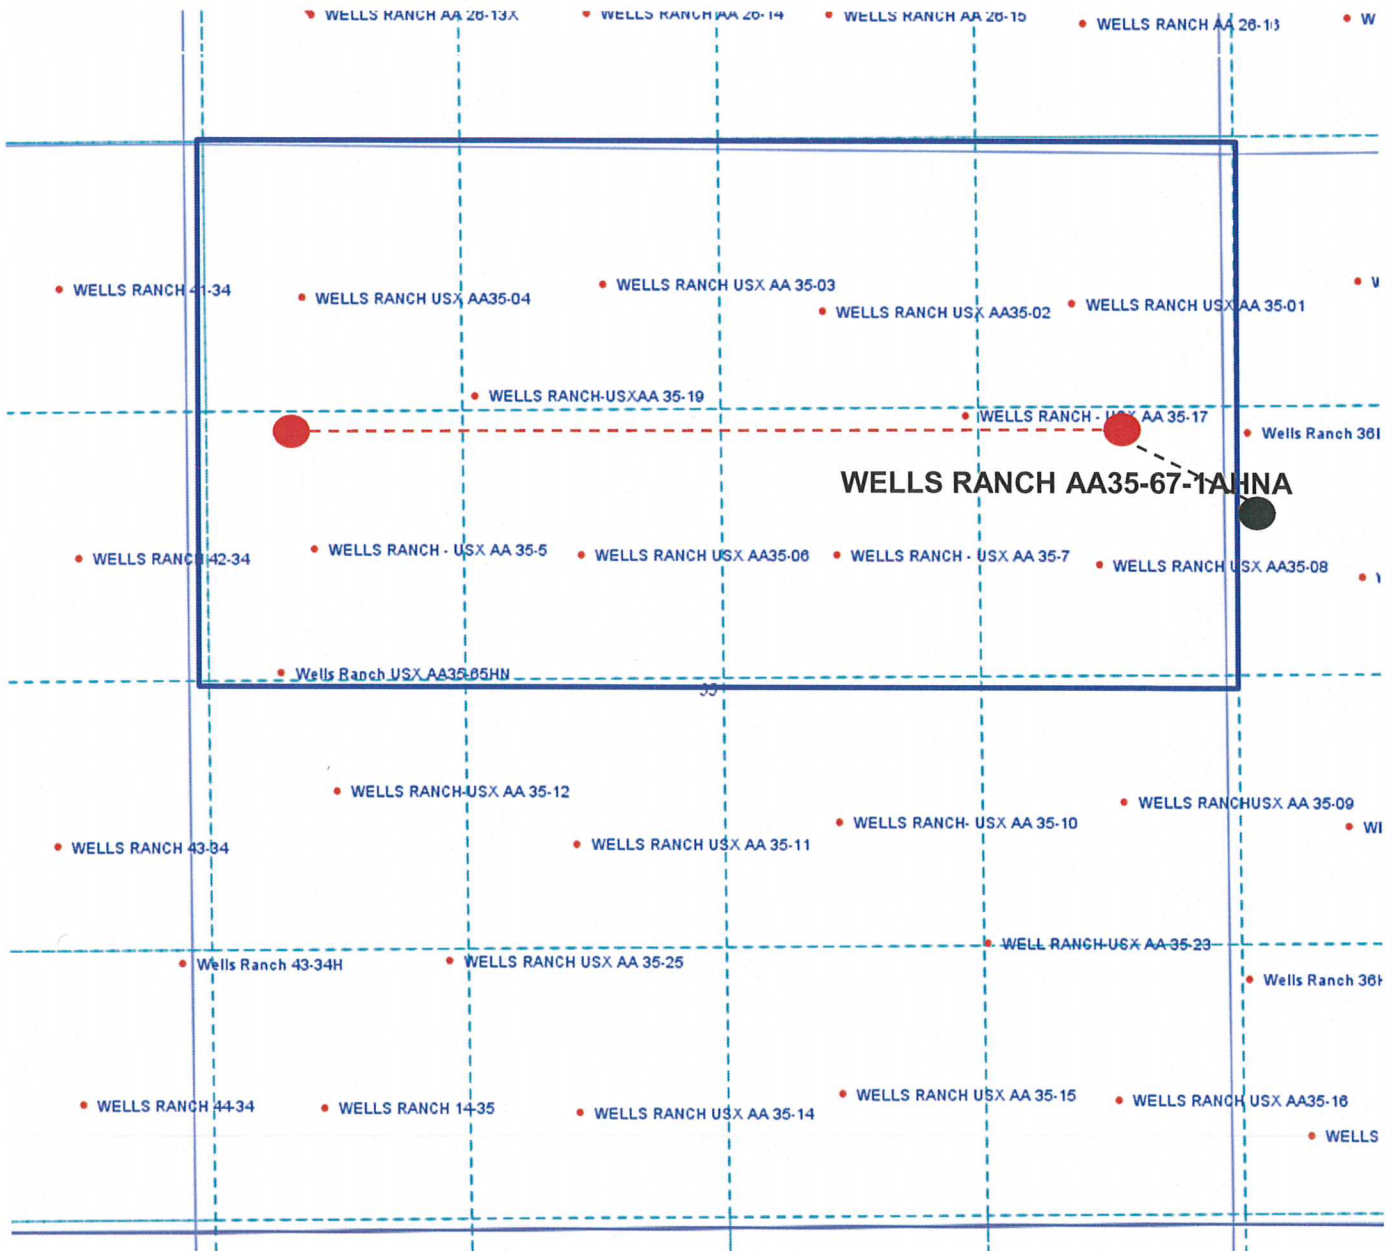 WELLS RANCH AA 26-13X
WELLS RANCH AA 26-14
WELLS RANCH AA 26-15
WELLS RANCH AA 26-16
W
WELLS RANCH 41-34
WELLS RANCH USX AA35-04
WELLS RANCH USX AA 35-03
WELLS RANCH USX AA35-02
WELLS RANCH USX AA 35-01
WELLS RANCH-USXAA 35-19
WELLS RANCH - USX AA 35-17
Wells Ranch 36
WELLS RANCH AA35-67-1AHNA
WELLS RANCH 42-34
WELLS RANCH - USX AA 35-5
WELLS RANCH USX AA35-06
WELLS RANCH - USX AA 35-7
WELLS RANCH USX AA35-08
Wells Ranch USX AA35-65HN
35
WELLS RANCH-USX AA 35-12
WELLS RANCHUSX AA 35-09
WELLS RANCH 43-34
WELLS RANCH USX AA 35-11
WELLS RANCH- USX AA 35-10
WE
WELL RANCH-USX AA 35-23
Wells Ranch 43-34H
WELLS RANCH USX AA 35-25
Wells Ranch 36H
WELLS RANCH 44-34
WELLS RANCH 14-35
WELLS RANCH USX AA 35-14
WELLS RANCH USX AA 35-15
WELLS RANCH USX AA35-16
WELLS